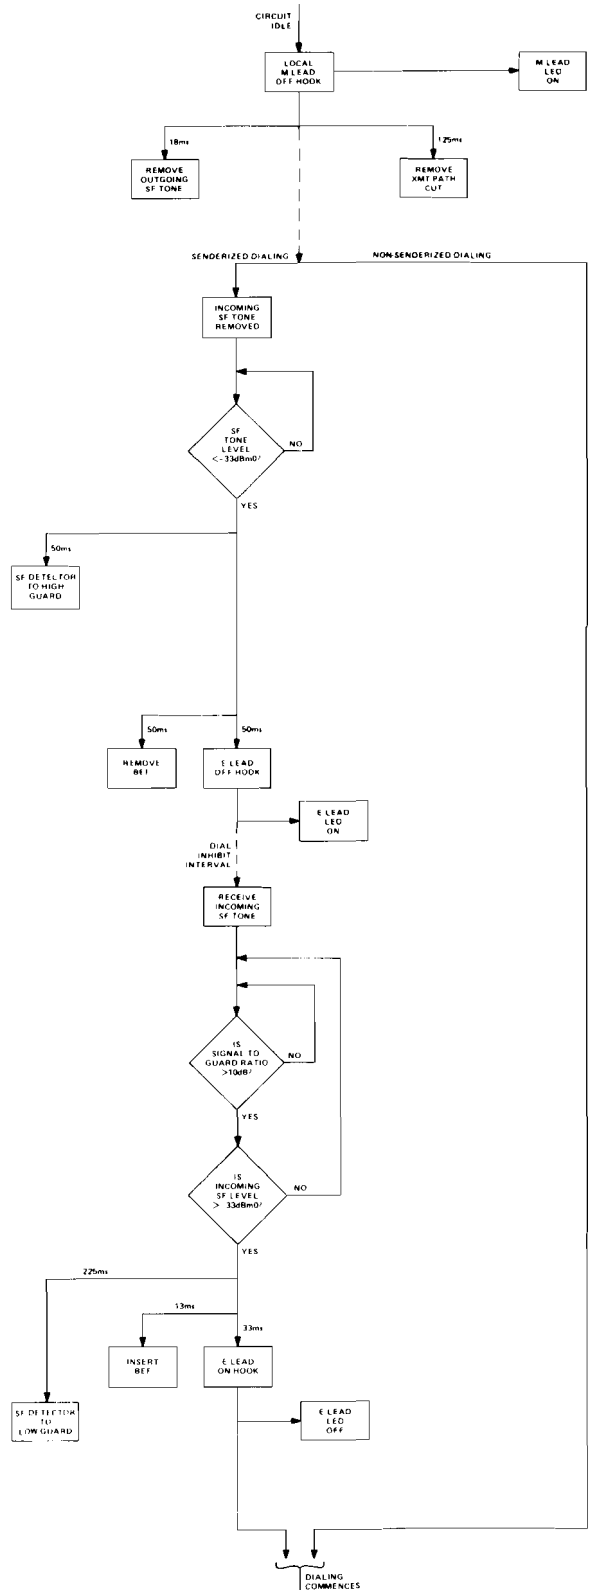 CIRCUIT
IDLE
LOCAL
M LEAD
OFF HOOK
M LEAD
LED
ON
18ms
125ms
REMOVE
OUTGOING
SF TONE
REMOVE
XMT PATH
CUT
SENDERIZED DIALING
NON-SENDERIZED DIALING
INCOMING
SF TONE
REMOVED
SF
TONE
LEVEL
<-33dBm0?
NO
YES
50ms
SF DETECTOR
TO HIGH
GUARD
50ms
50ms
REMOVE
BEF
E LEAD
OFF HOOK
E LEAD
LED
ON
DIAL
INHIBIT
INTERVAL
RECEIVE
INCOMING
SF TONE
IS
SIGNAL TO
GUARD RATIO
>10dB?
NO
YES
IS
INCOMING
SF LEVEL
> -33dBm0?
NO
YES
225ms
13ms
33ms
INSERT
BEF
E LEAD
ON HOOK
SF DETECTOR
TO
LOW GUARD
E LEAD
LED
OFF
DIALING
COMMENCES